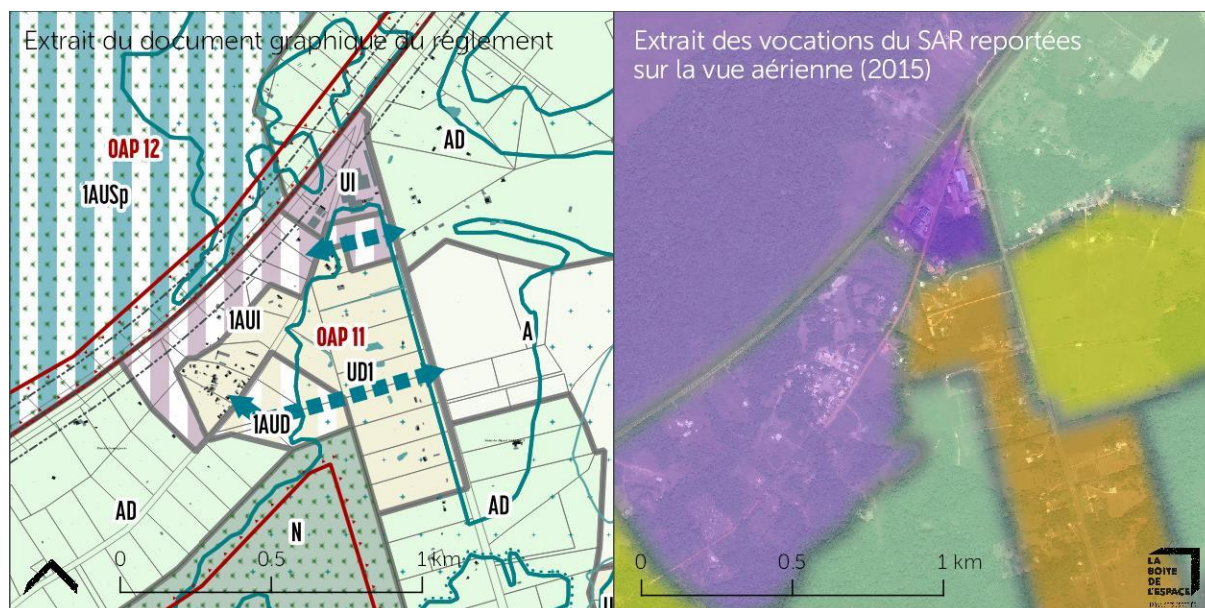 Extrait du document graphique du règlement
OAP 12
1AUSp
AD
UI
1AUI
OAP 11
A
UD1
1AUD
AD
AD
N
0
0.5
1 km
Extrait des vocations du SAR reportées
sur la vue aérienne (2015)
0
0.5
1 km
LA
BOITE
DE
L'ESPACE